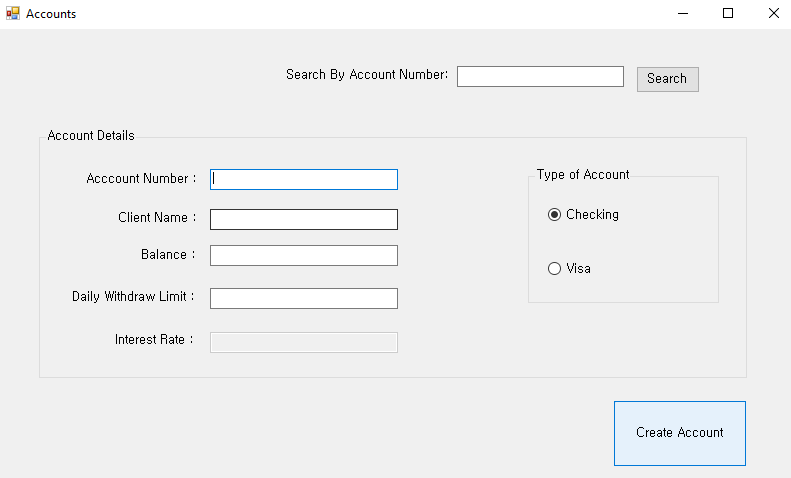 Accounts
Search By Account Number: Search
Account Details
Acccount Number :
Client Name :
Balance :
Daily Withdraw Limit :
Interest Rate :
Type of Account
Checking
Visa
Create Account